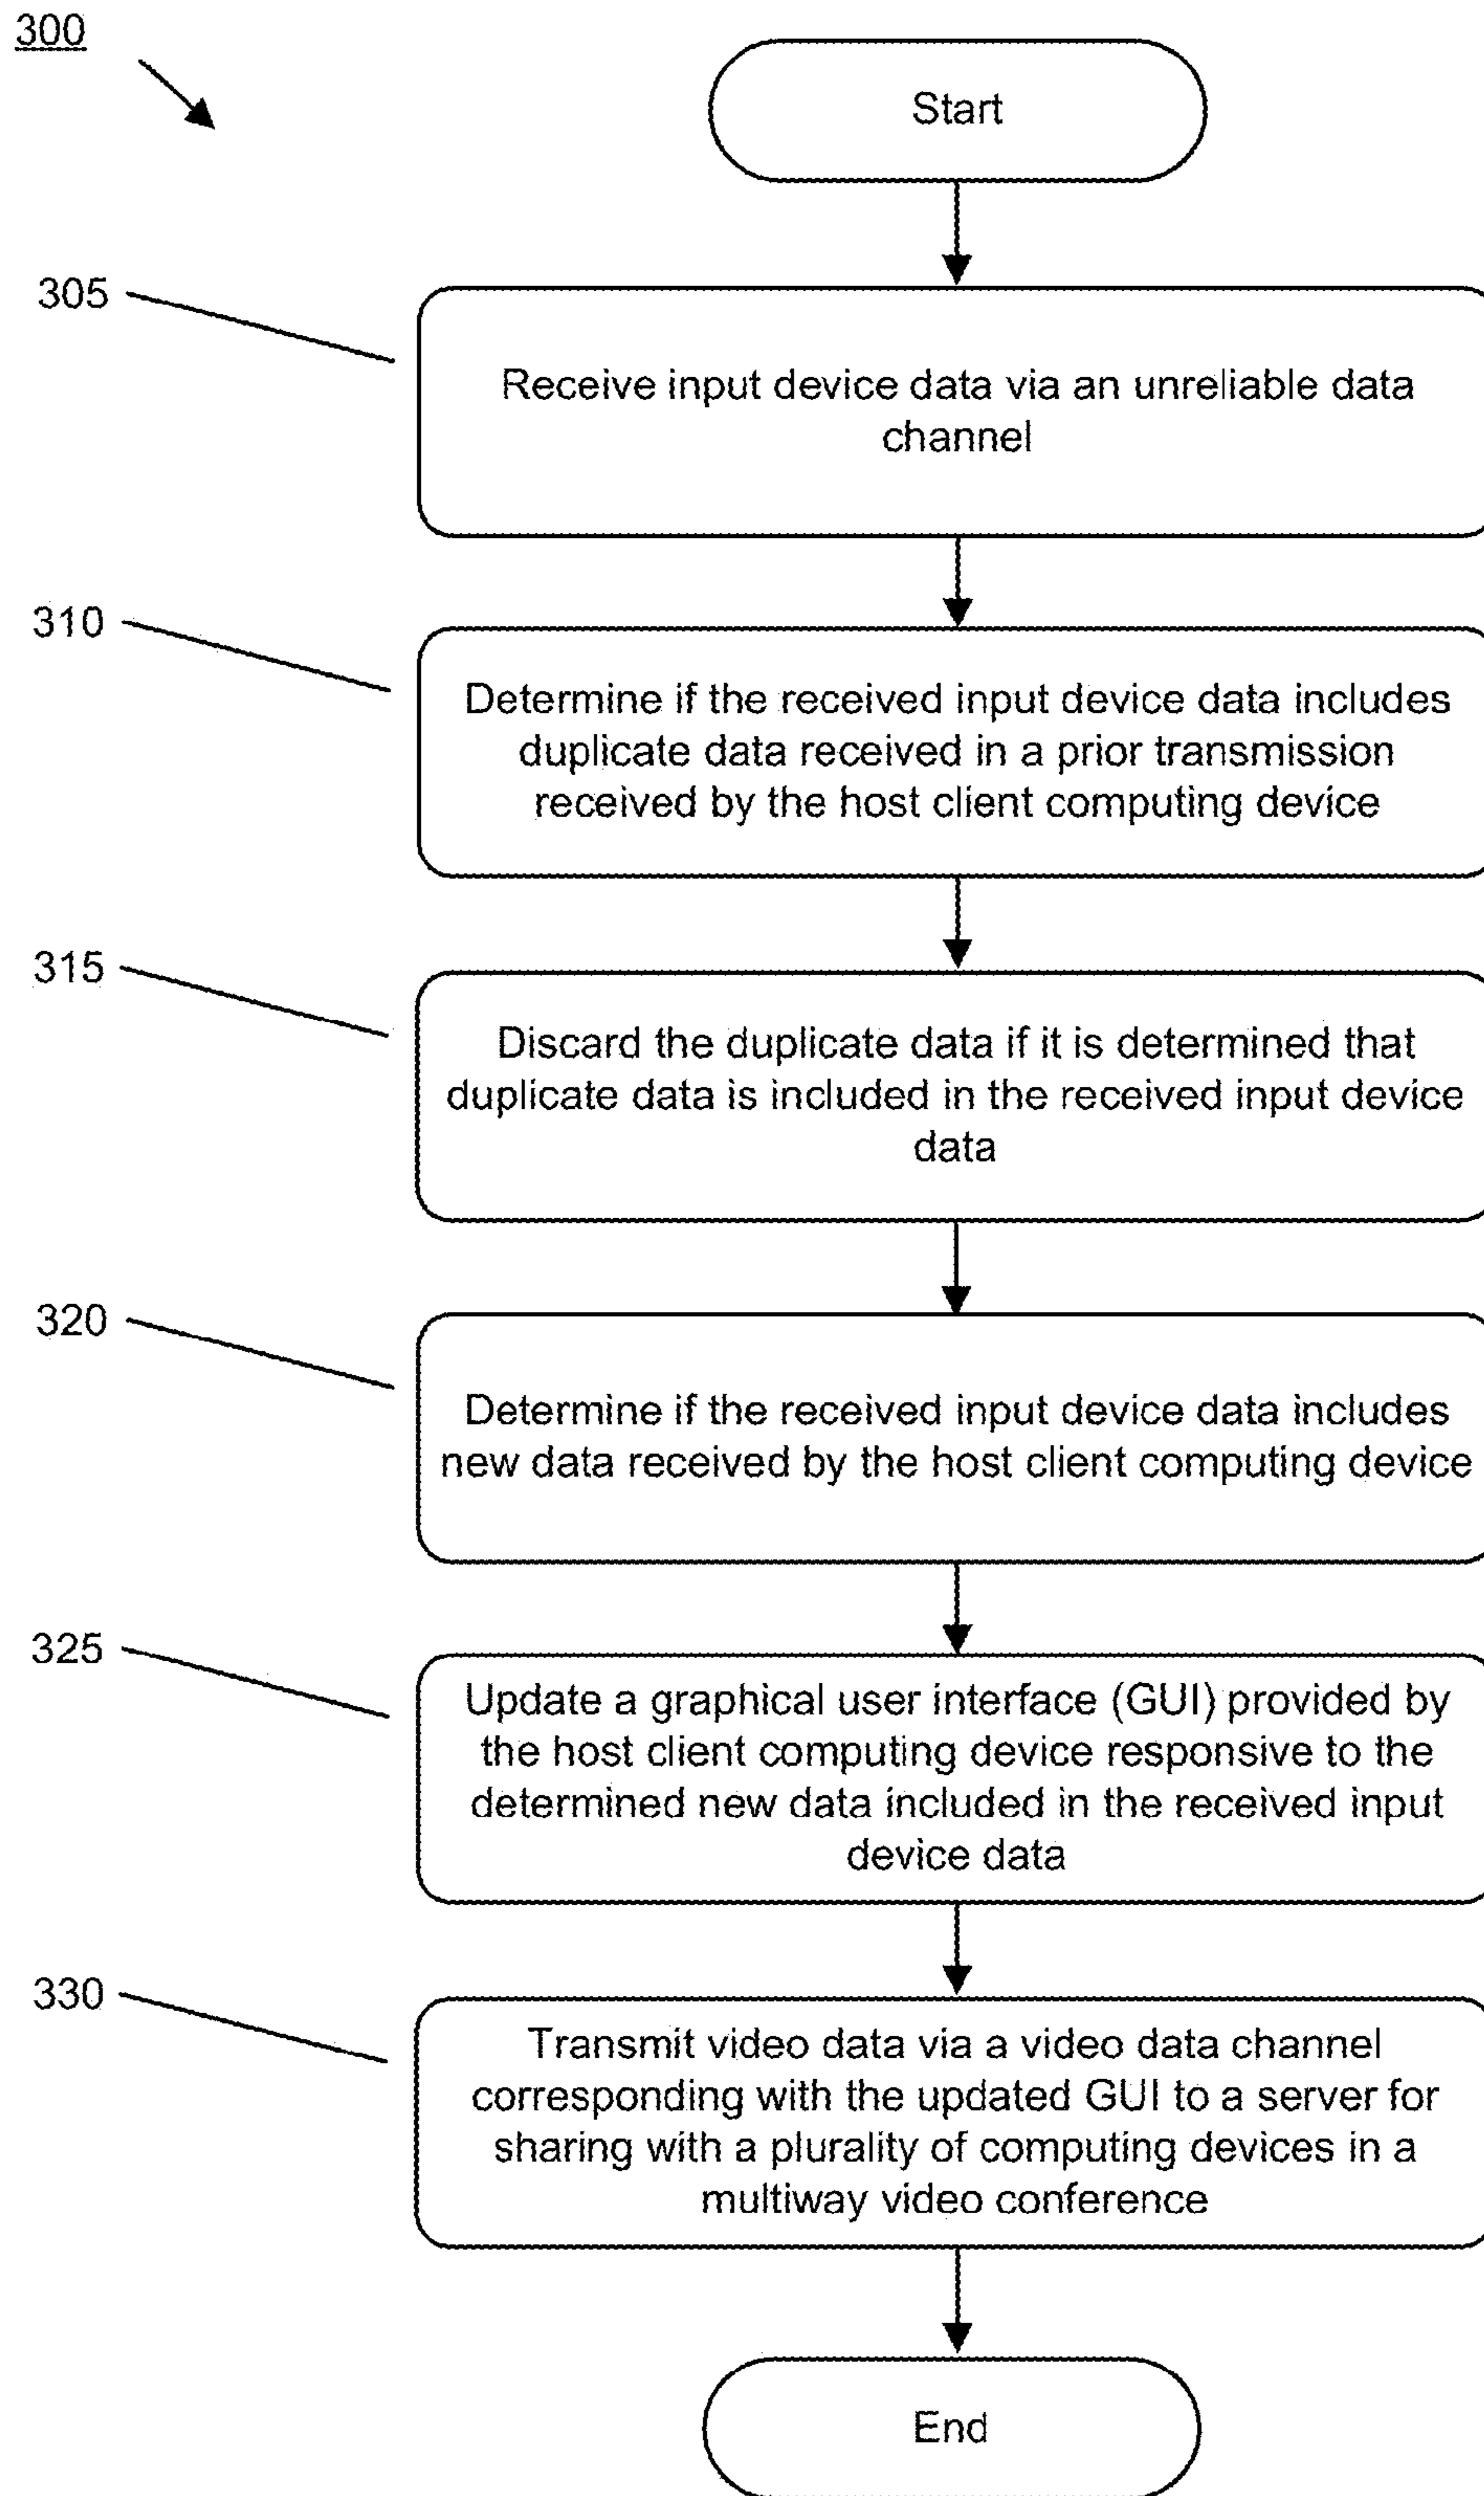 300
Start
305
Receive input device data via an unreliable data
channel
310
Determine if the received input device data includes
duplicate data received in a prior transmission
received by the host client computing device
315
Discard the duplicate data if it is determined that
duplicate data is included in the received input device
data
320
Determine if the received input device data includes
new data received by the host client computing device
325
Update a graphical user interface (GUI) provided by
the host client computing device responsive to the
determined new data included in the received input
device data
330
Transmit video data via a video data channel
corresponding with the updated GUI to a server for
sharing with a plurality of computing devices in a
multiway video conference
End